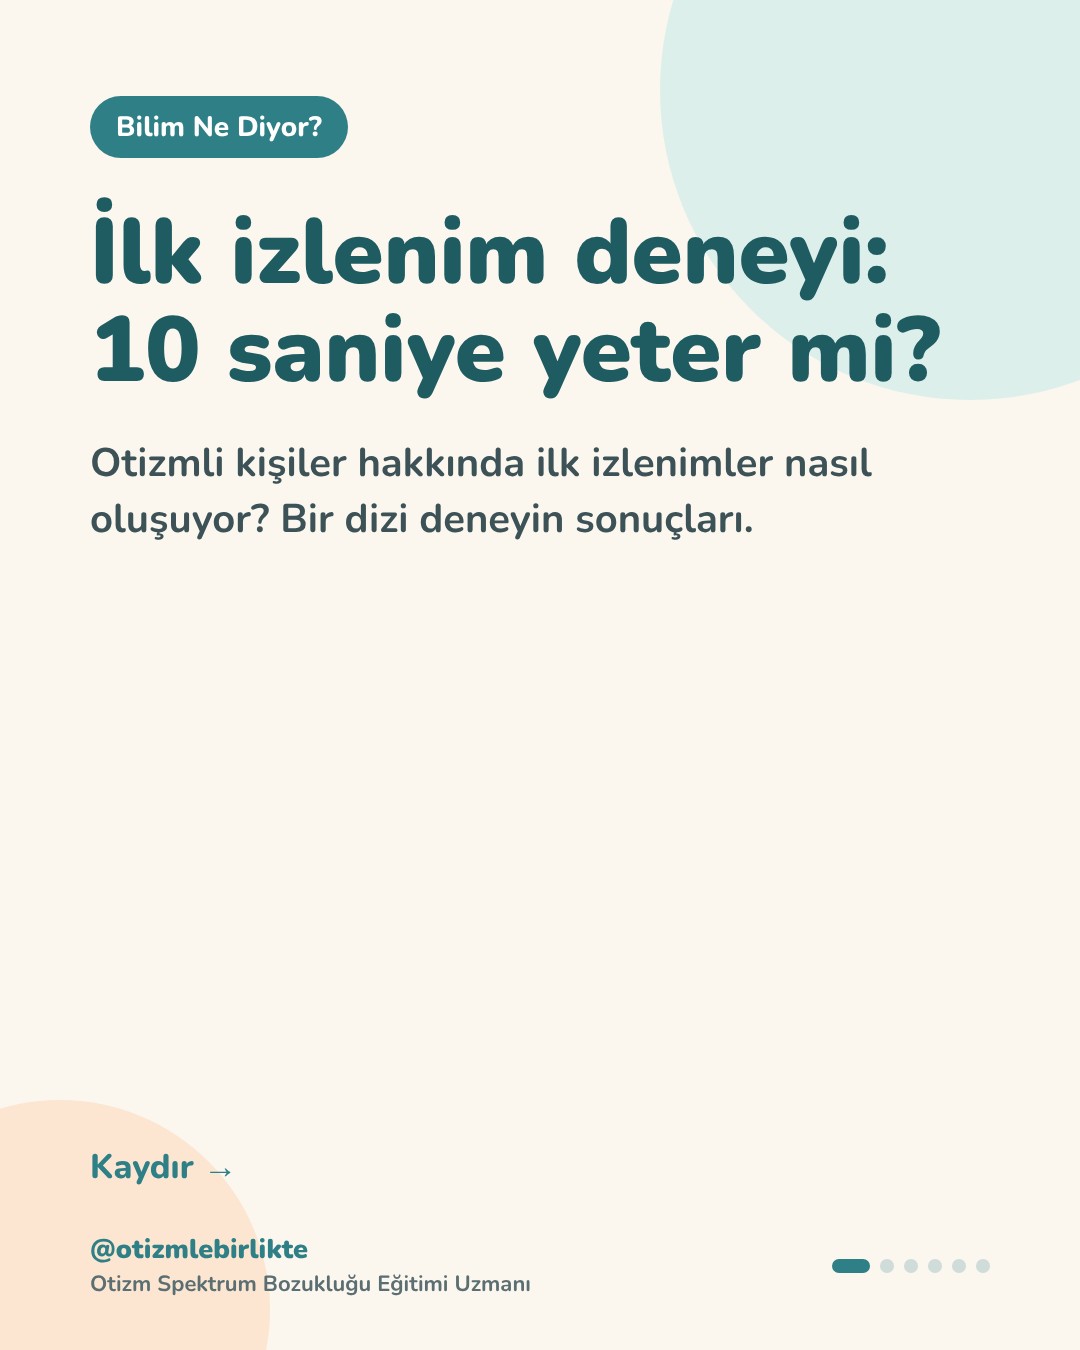 Bilim Ne Diyor?
İlk izlenim deneyi:
10 saniye yeter mi?
Otizmli kişiler hakkında ilk izlenimler nasıl
oluşuyor? Bir dizi deneyin sonuçları.
Kaydır →
@otizmlebirlikte
Otizm Spektrum Bozukluğu Eğitimi Uzmanı